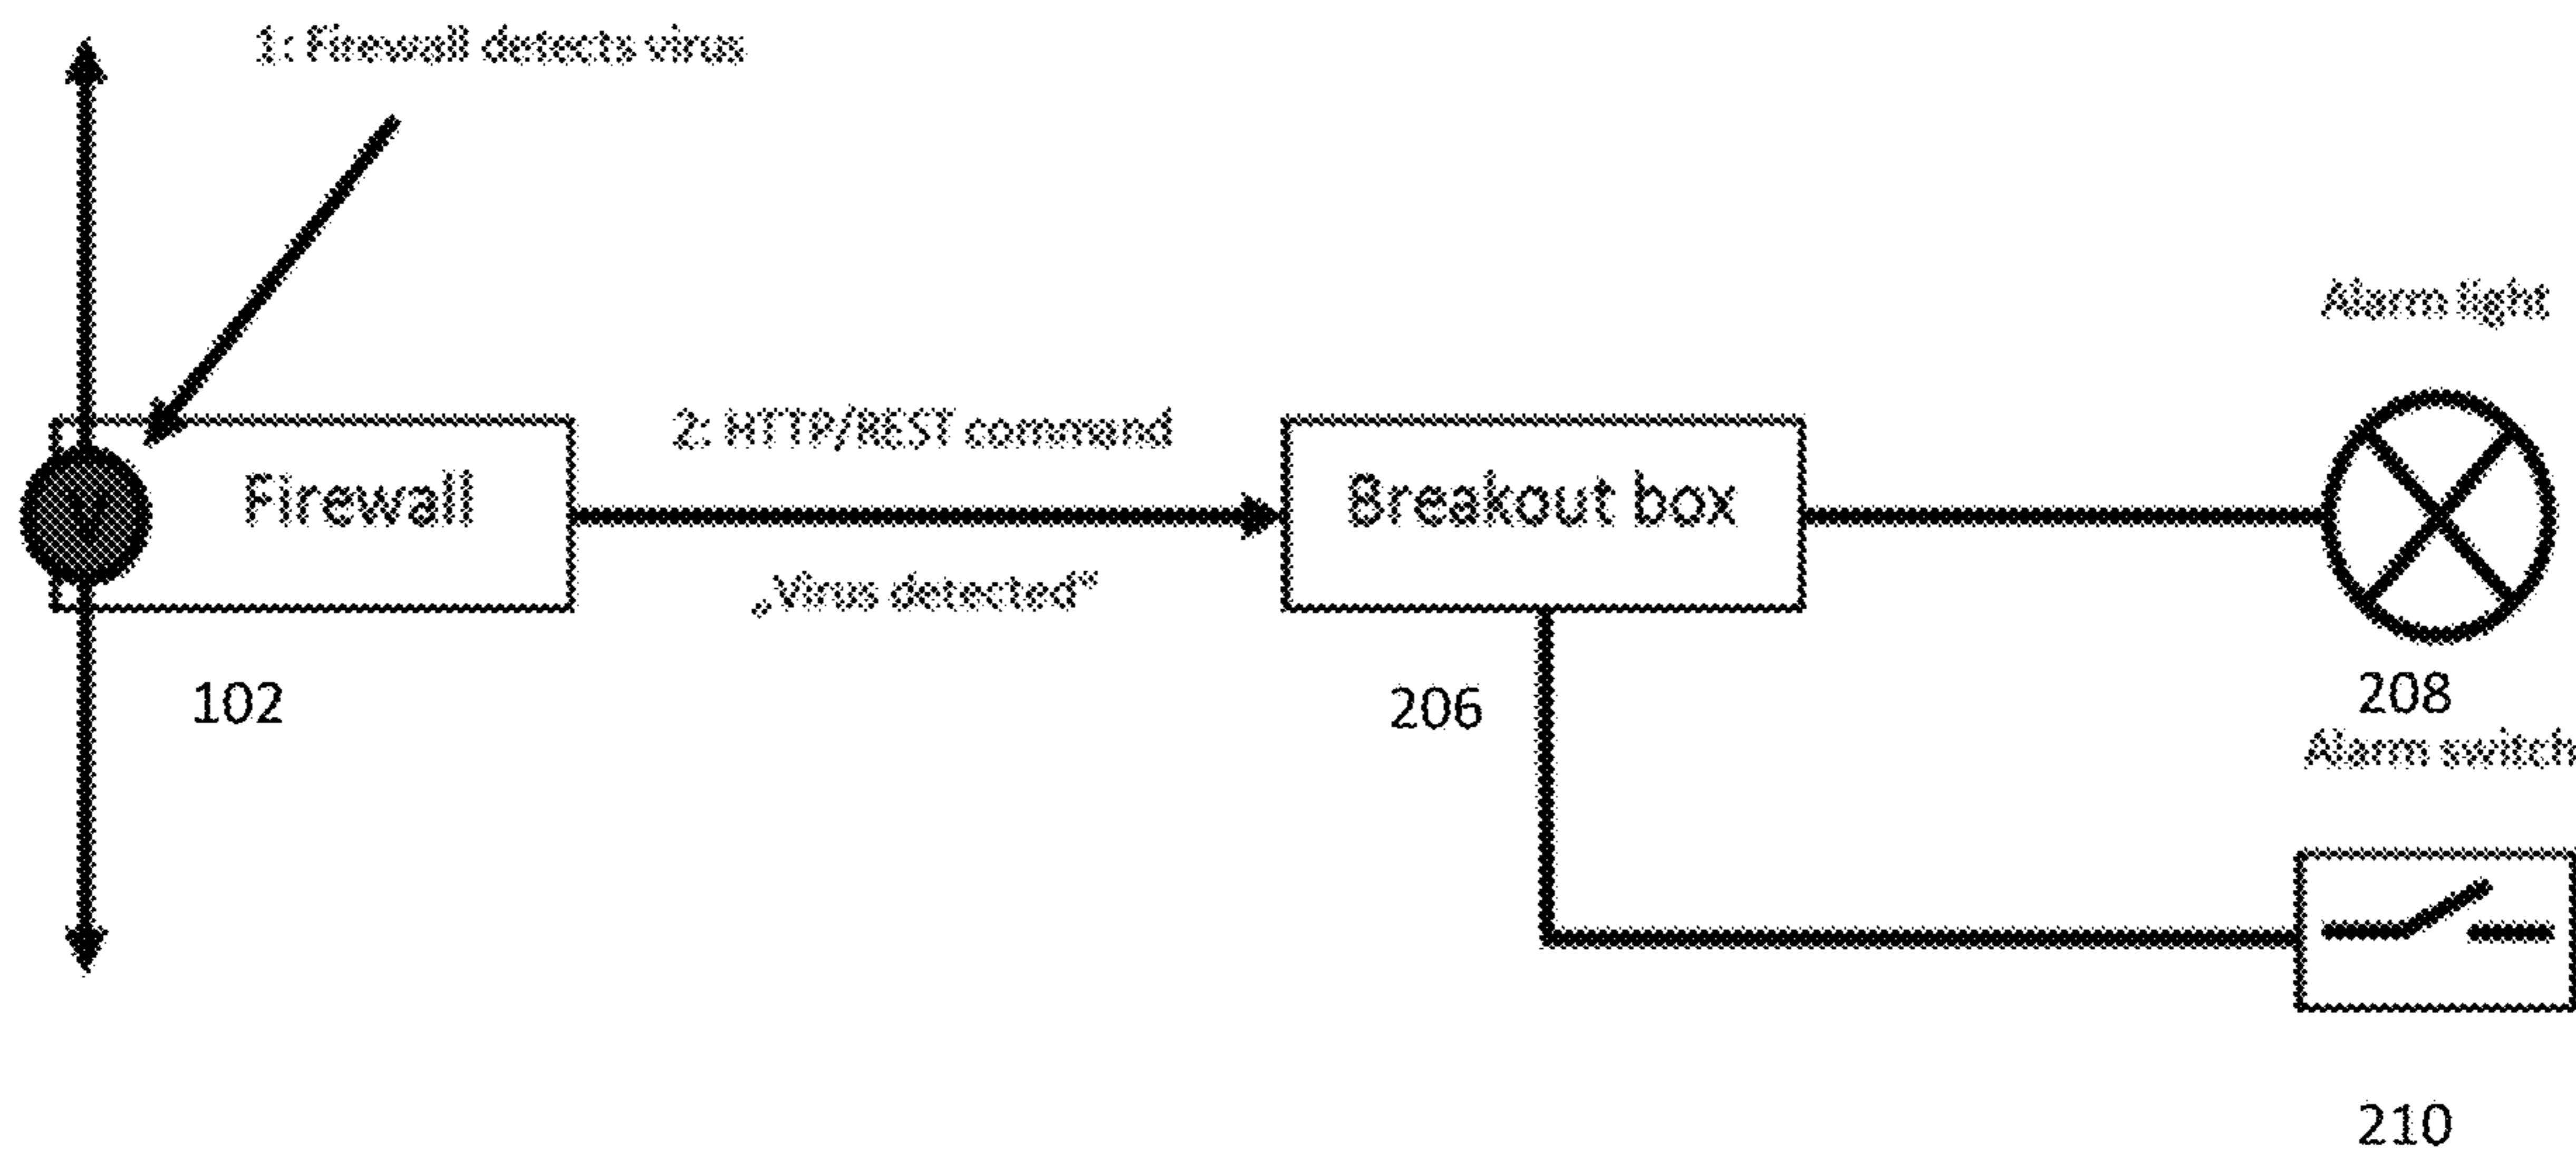 1: Firewall detects virus
Alarm light
2: HTTP/REST command
V
Firewall
Breakout box
„Virus detected“
102
206
208
Alarm switch
210